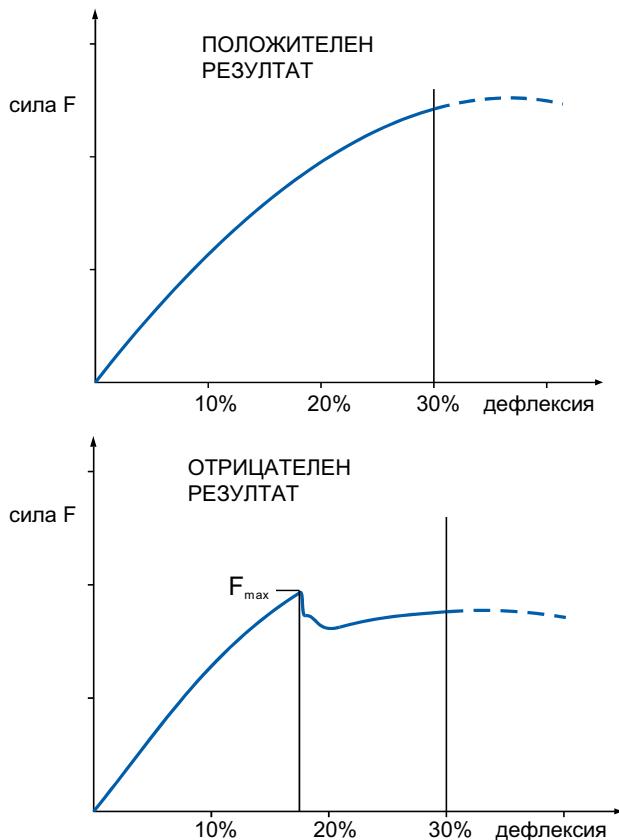 ПОЛОЖИТЕЛЕН
РЕЗУЛТАТ
сила F
10% 20% 30% дефлексия
ОТРИЦАТЕЛЕН
РЕЗУЛТАТ
сила F
Fmax
10% 20% 30% дефлексия